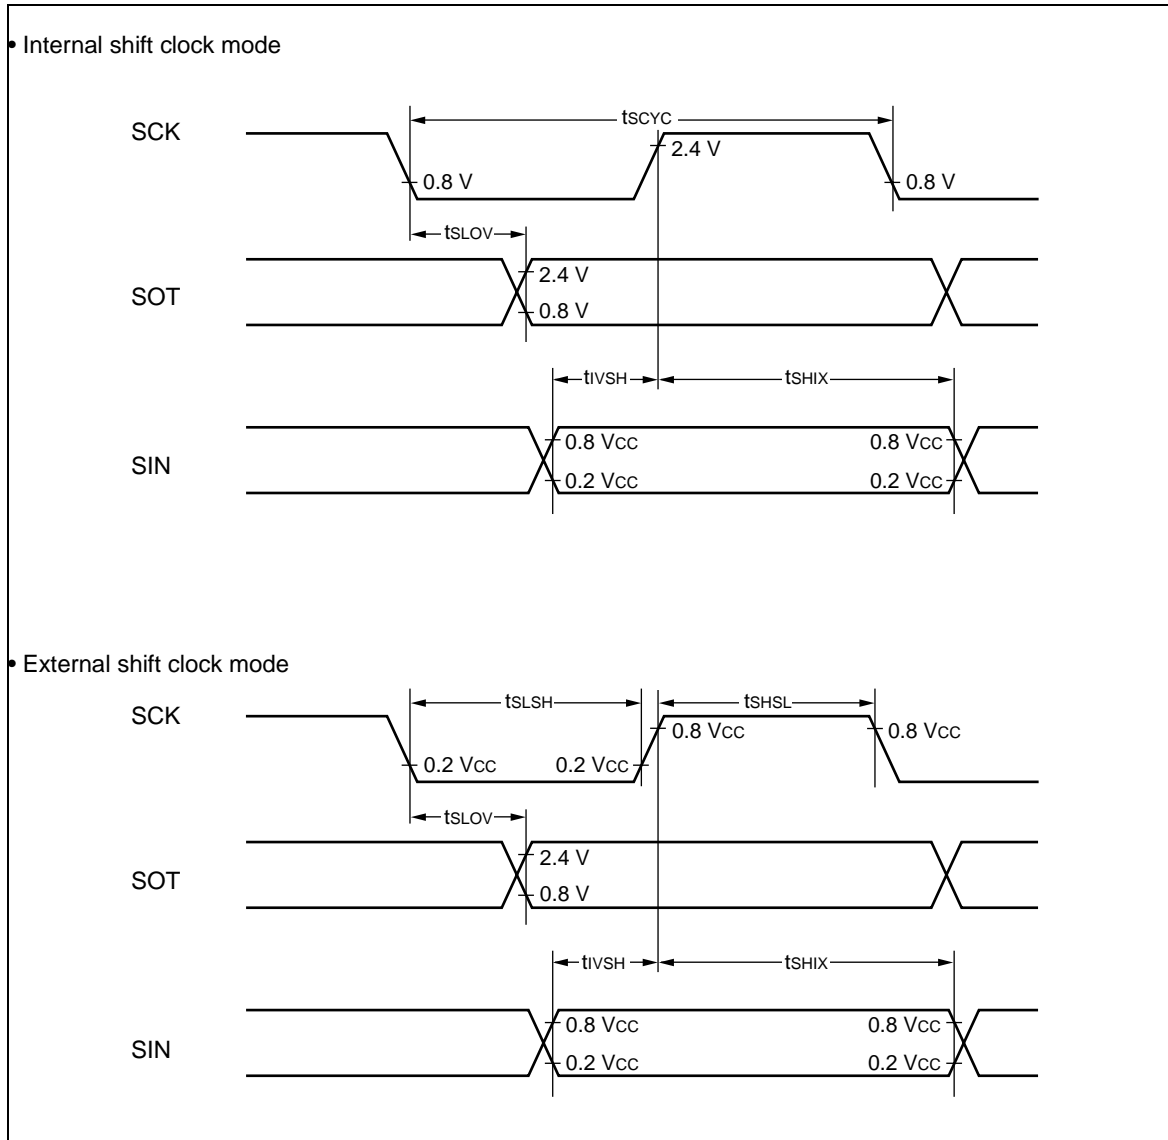 • Internal shift clock mode
tSCYC
SCK
2.4 V
0.8 V
0.8 V
tSLOV
2.4 V
SOT
0.8 V
tIVSH
tSHIX
0.8 VCC
0.8 VCC
SIN
0.2 VCC
0.2 VCC
• External shift clock mode
tSLSH
tSHSL
SCK
0.8 VCC
0.8 VCC
0.2 VCC
0.2 VCC
tSLOV
2.4 V
SOT
0.8 V
tIVSH
tSHIX
0.8 VCC
0.8 VCC
SIN
0.2 VCC
0.2 VCC